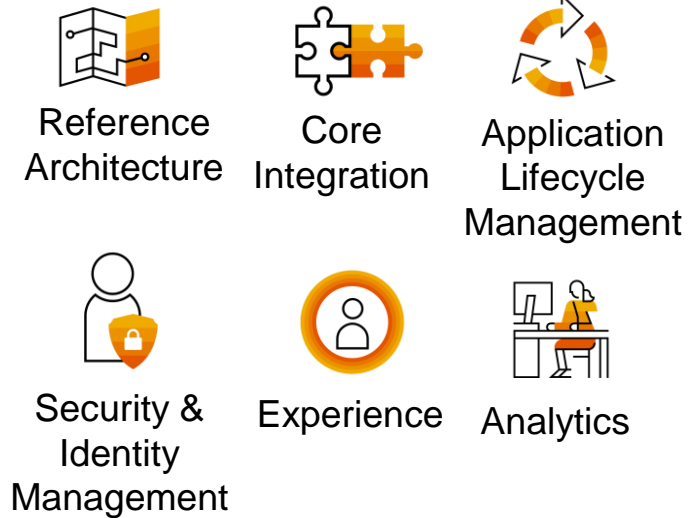 Reference
Architecture
Core
Integration
Application
Lifecycle
Management
Security &
Identity
Management
Experience
Analytics